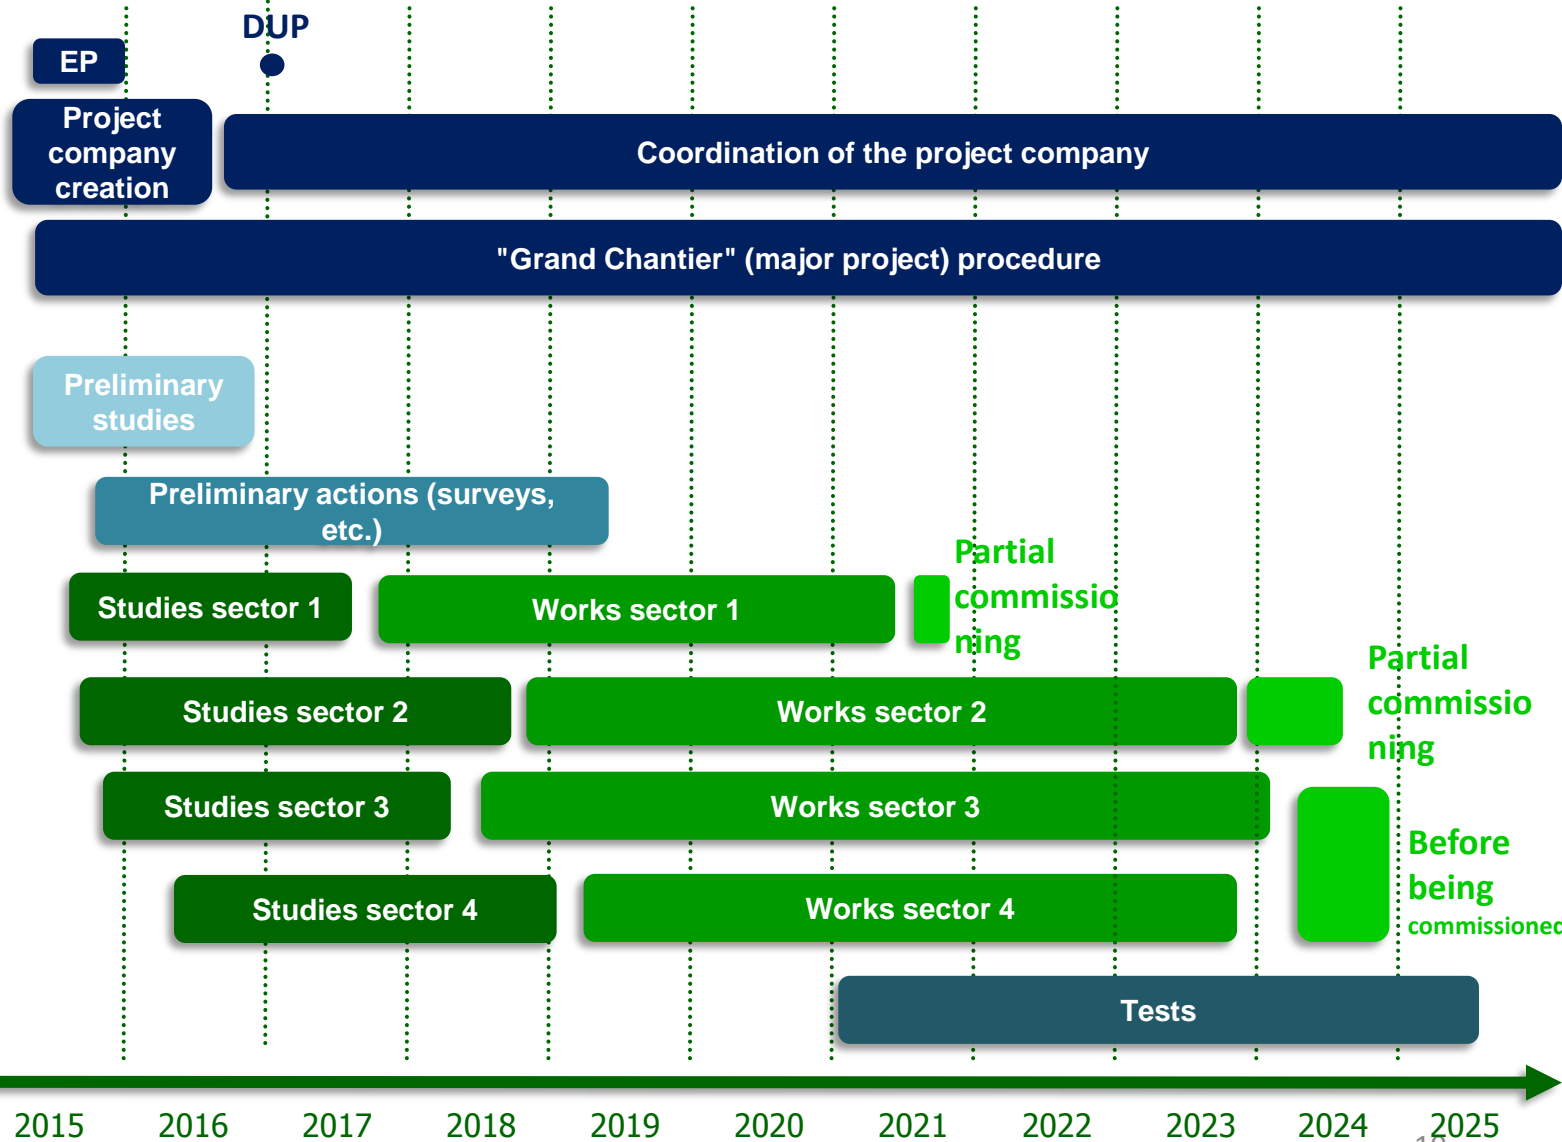 DUP
EP
Project
company
creation
Coordination of the project company
"Grand Chantier" (major project) procedure
Preliminary
studies
Preliminary actions (surveys,
etc.)
Partial
commissio
ning
Studies sector 1
Works sector 1
Partial
commissio
ning
Studies sector 2
Works sector 2
Studies sector 3
Works sector 3
Before
being
commissioned
Studies sector 4
Works sector 4
Tests
2015 2016 2017 2018 2019 2020 2021 2022 2023 2024 2025